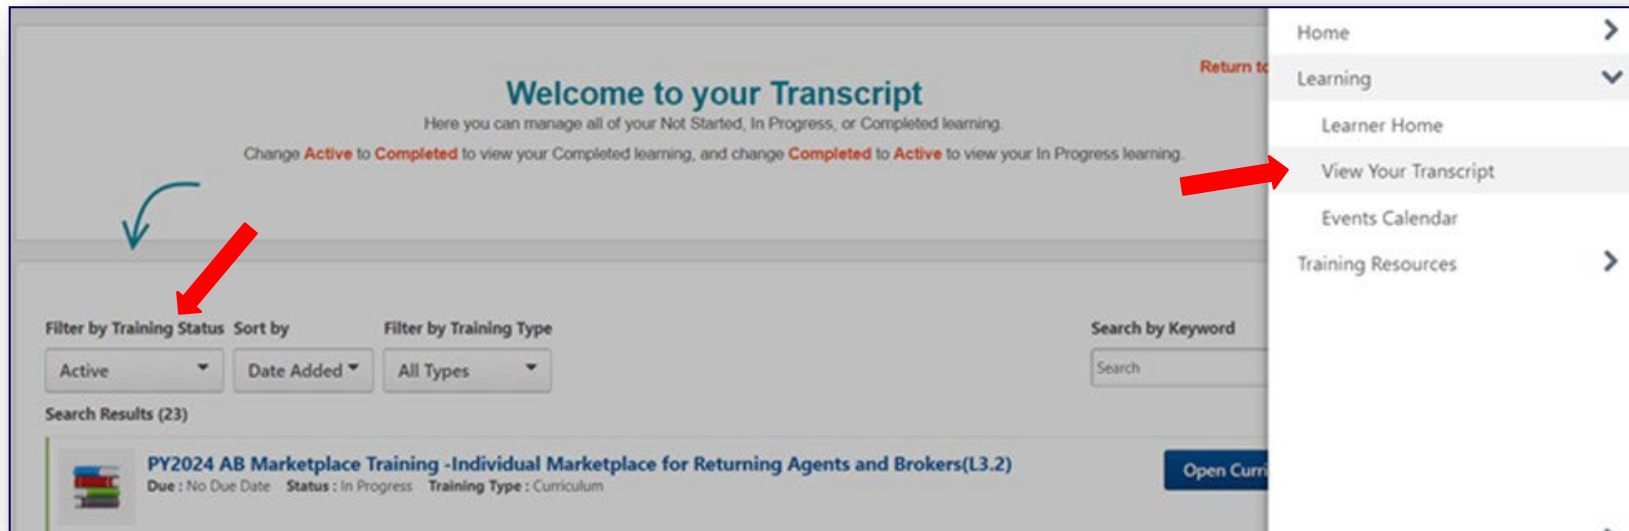 Return to
Welcome to your Transcript
Here you can manage all of your Not Started, In Progress, or Completed learning.
Change Active to Completed to view your Completed learning, and change Completed to Active to view your In Progress learning.
Filter by Training Status Sort by Filter by Training Type Search by Keyword
Active Date Added All Types Search
Search Results (23)
PY2024 AB Marketplace Training -Individual Marketplace for Returning Agents and Brokers(L3.2)
Due : No Due Date Status : In Progress Training Type : Curriculum
Open Curri
Home
Learning
Learner Home
View Your Transcript
Events Calendar
Training Resources